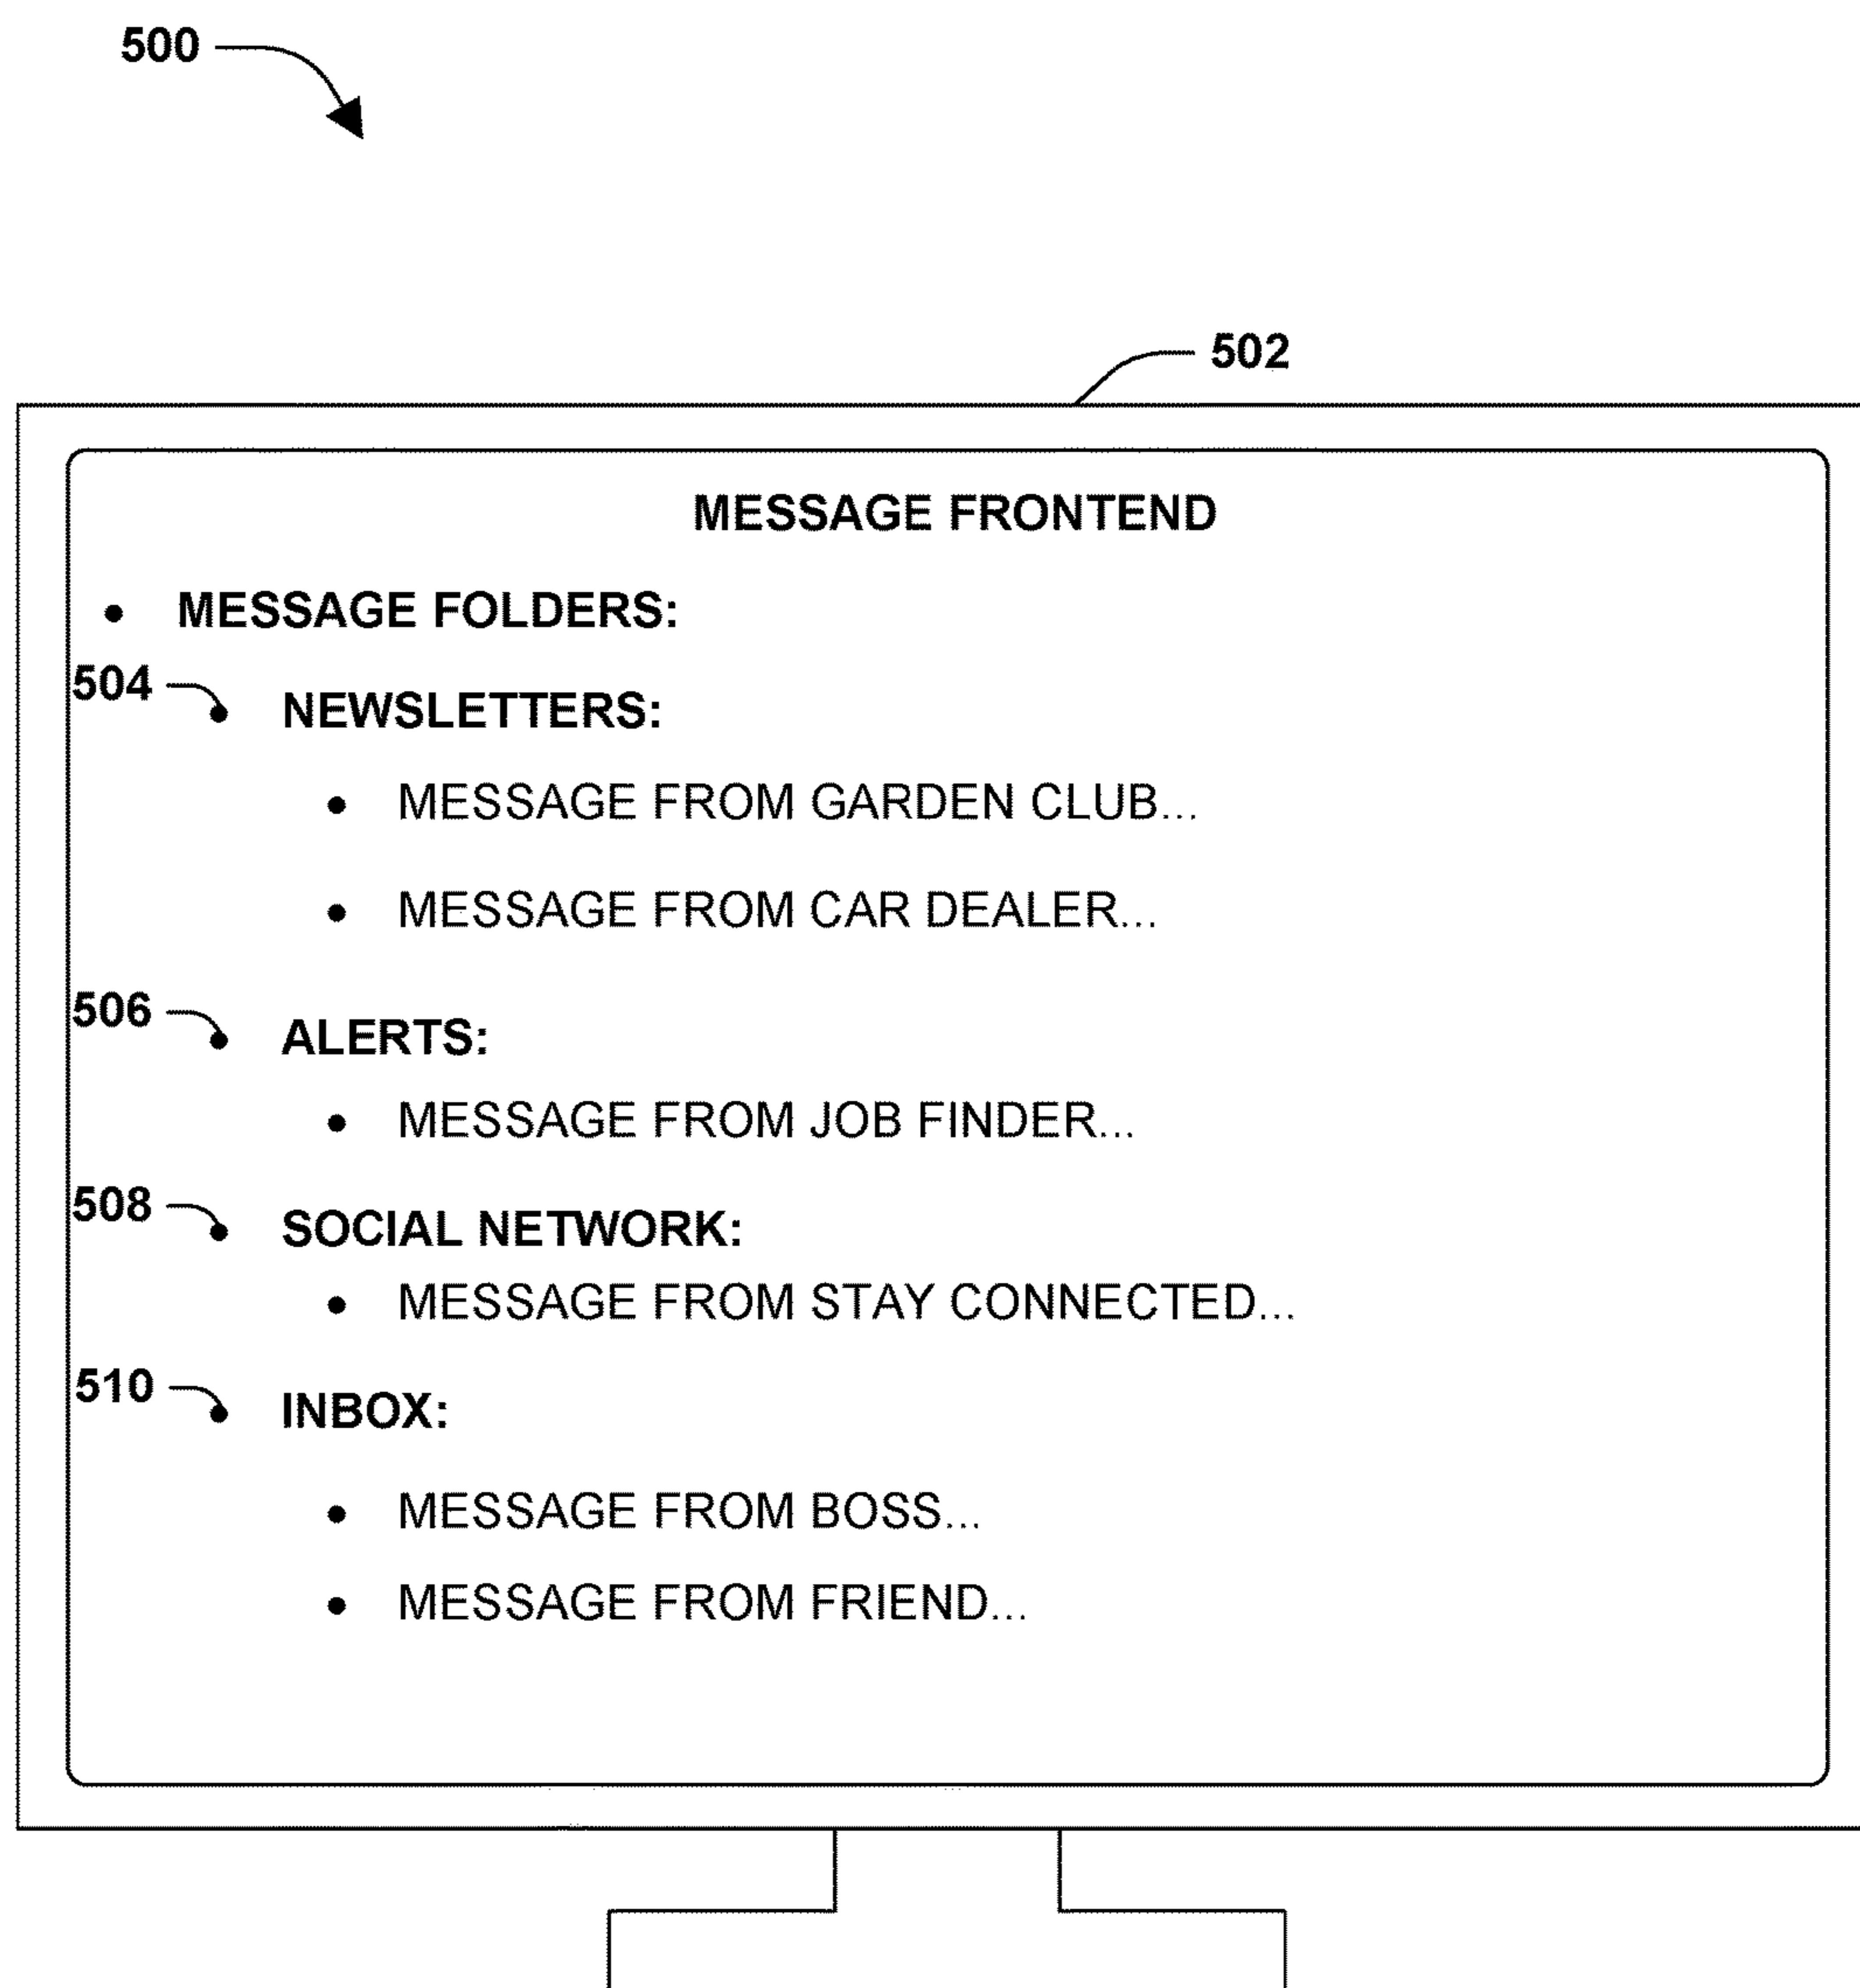 500
502
MESSAGE FRONTEND
• MESSAGE FOLDERS:
504
• NEWSLETTERS:
• MESSAGE FROM GARDEN CLUB...
• MESSAGE FROM CAR DEALER...
506
• ALERTS:
• MESSAGE FROM JOB FINDER...
508
• SOCIAL NETWORK:
• MESSAGE FROM STAY CONNECTED...
510
• INBOX:
• MESSAGE FROM BOSS...
• MESSAGE FROM FRIEND...